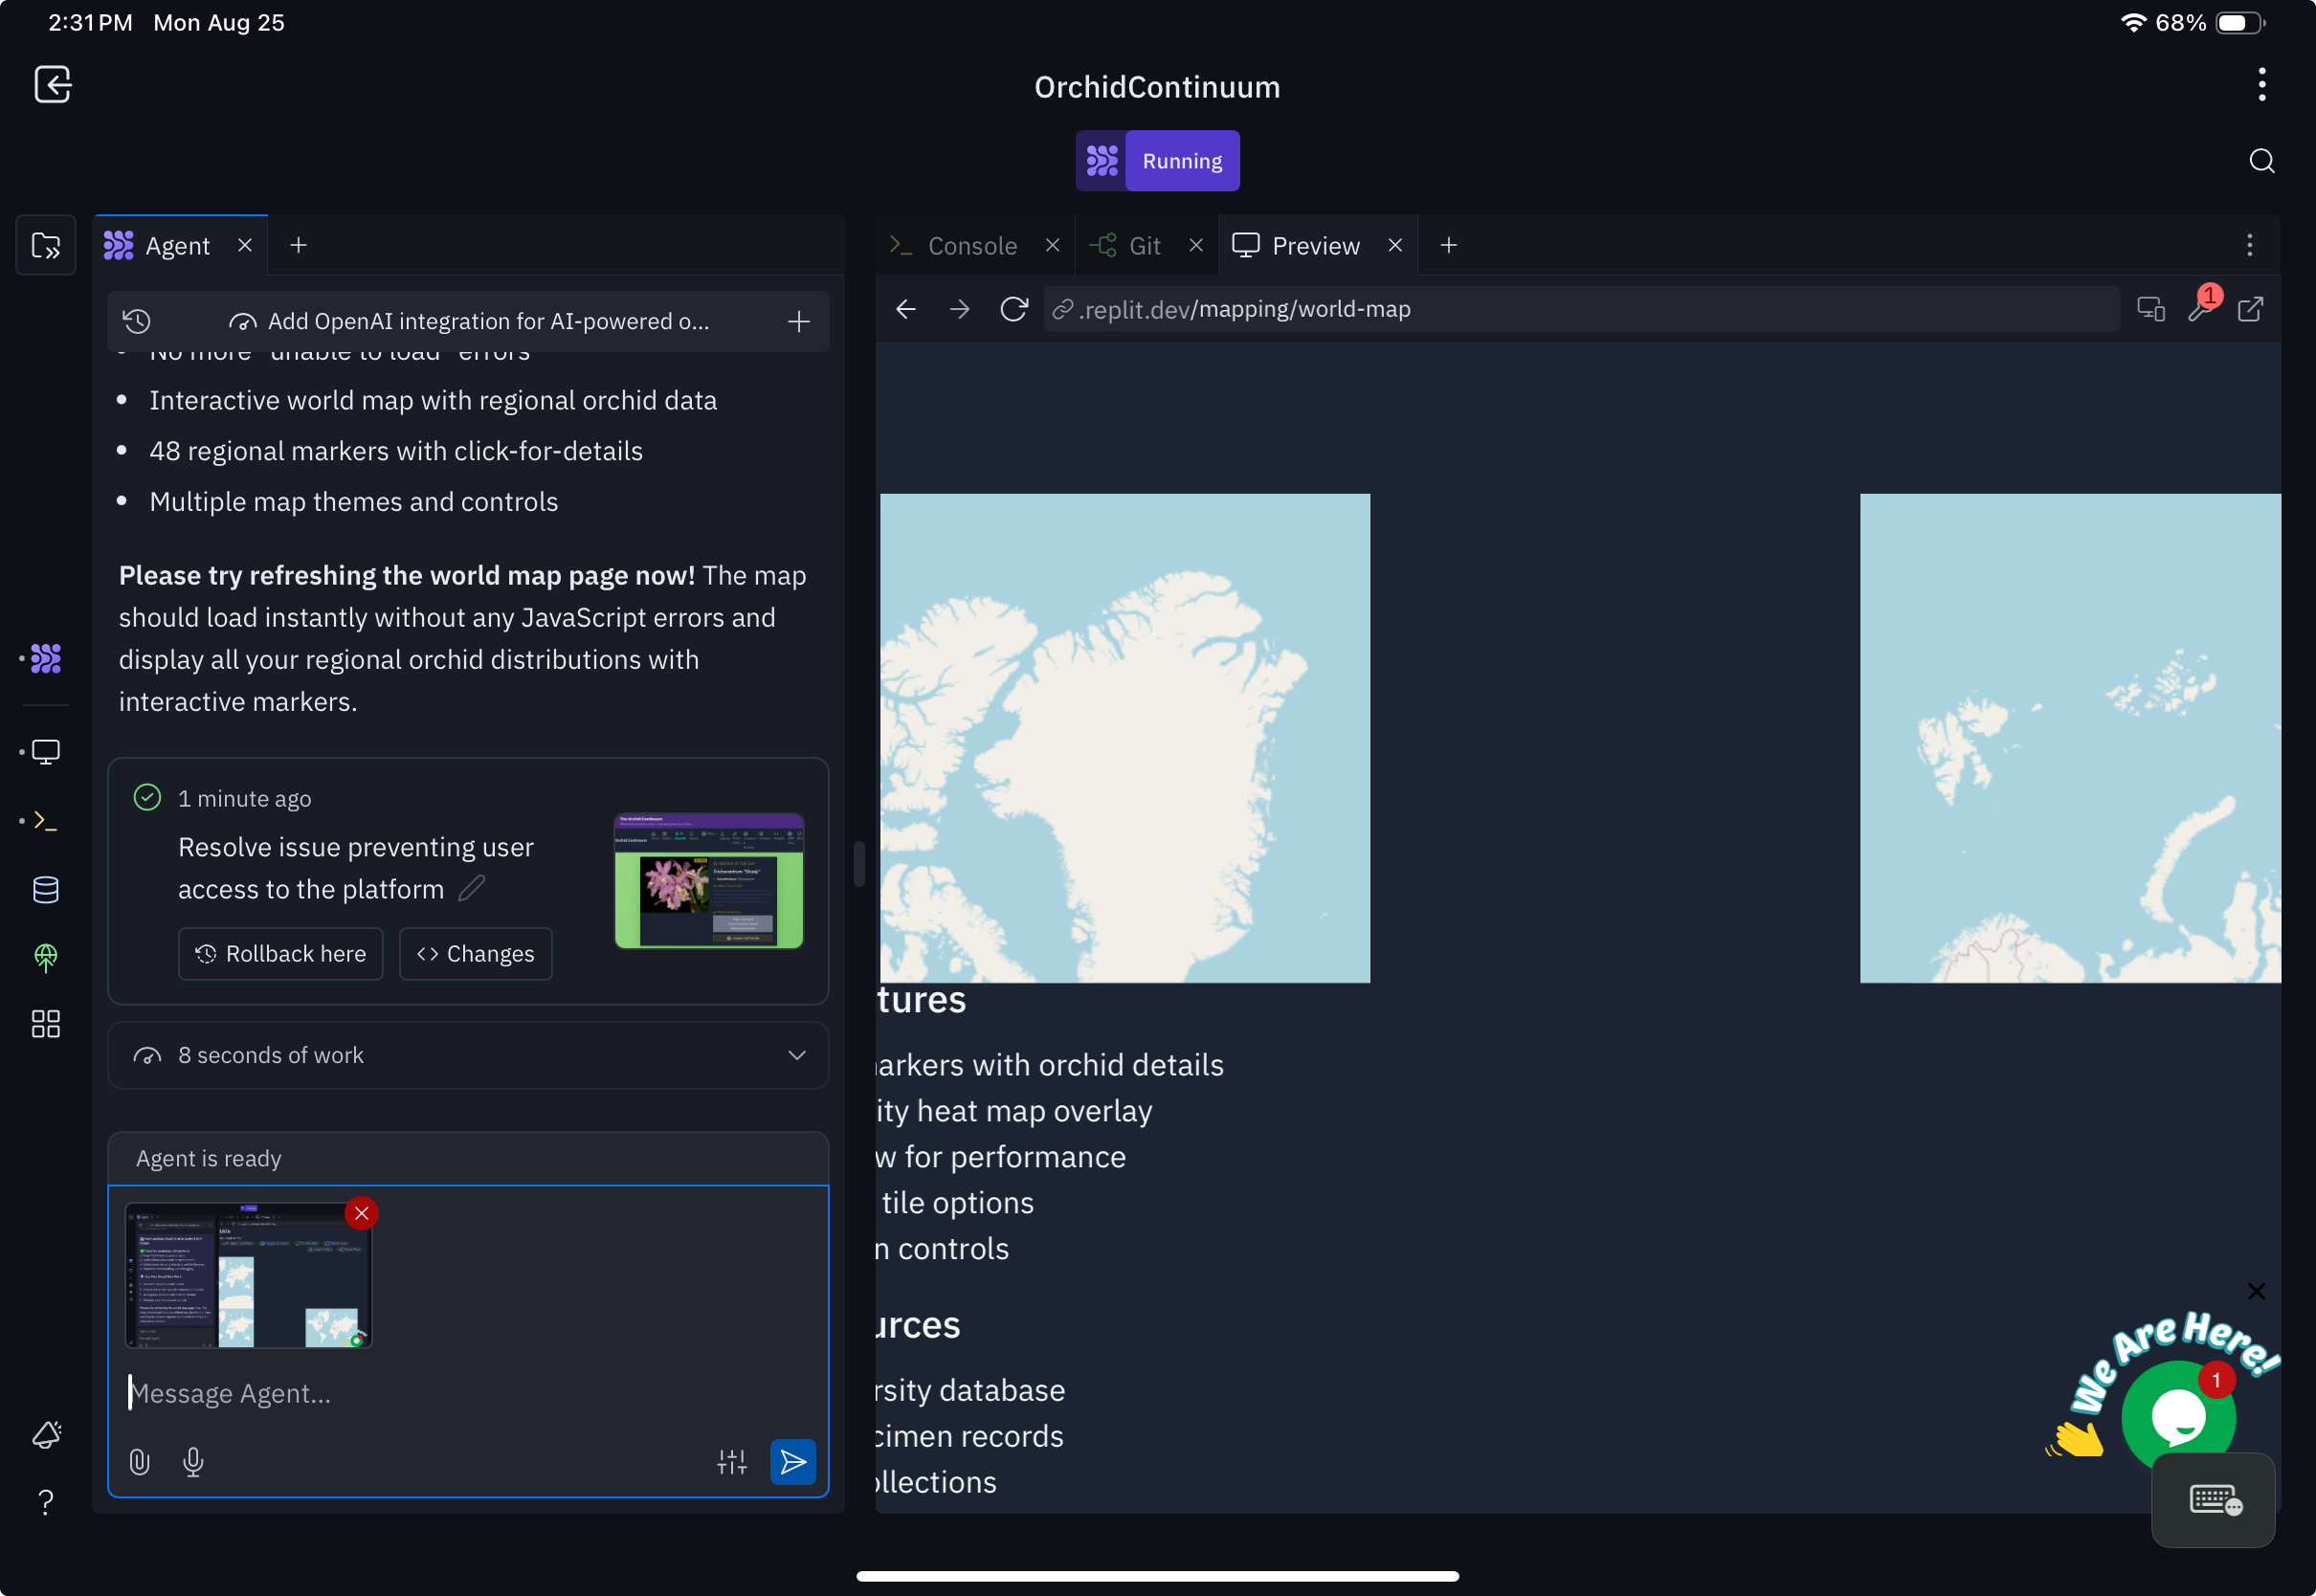 2:31 PM Mon Aug 25
68%
OrchidContinuum
Running
Agent
Add OpenAI integration for AI-powered o...
No more "unable to load" errors
Interactive world map with regional orchid data
48 regional markers with click-for-details
Multiple map themes and controls
Please try refreshing the world map page now! The map
should load instantly without any JavaScript errors and
display all your regional orchid distributions with
interactive markers.
1 minute ago
Resolve issue preventing user
access to the platform
Rollback here
Changes
The Orchid Continuum
8 seconds of work
Agent is ready
Message Agent...
Console
Git
Preview
.replit.dev/mapping/world-map
1
tures
arkers with orchid details
ity heat map overlay
w for performance
tile options
n controls
urces
rsity database
cimen records
ollections
We Are Here!
1
?